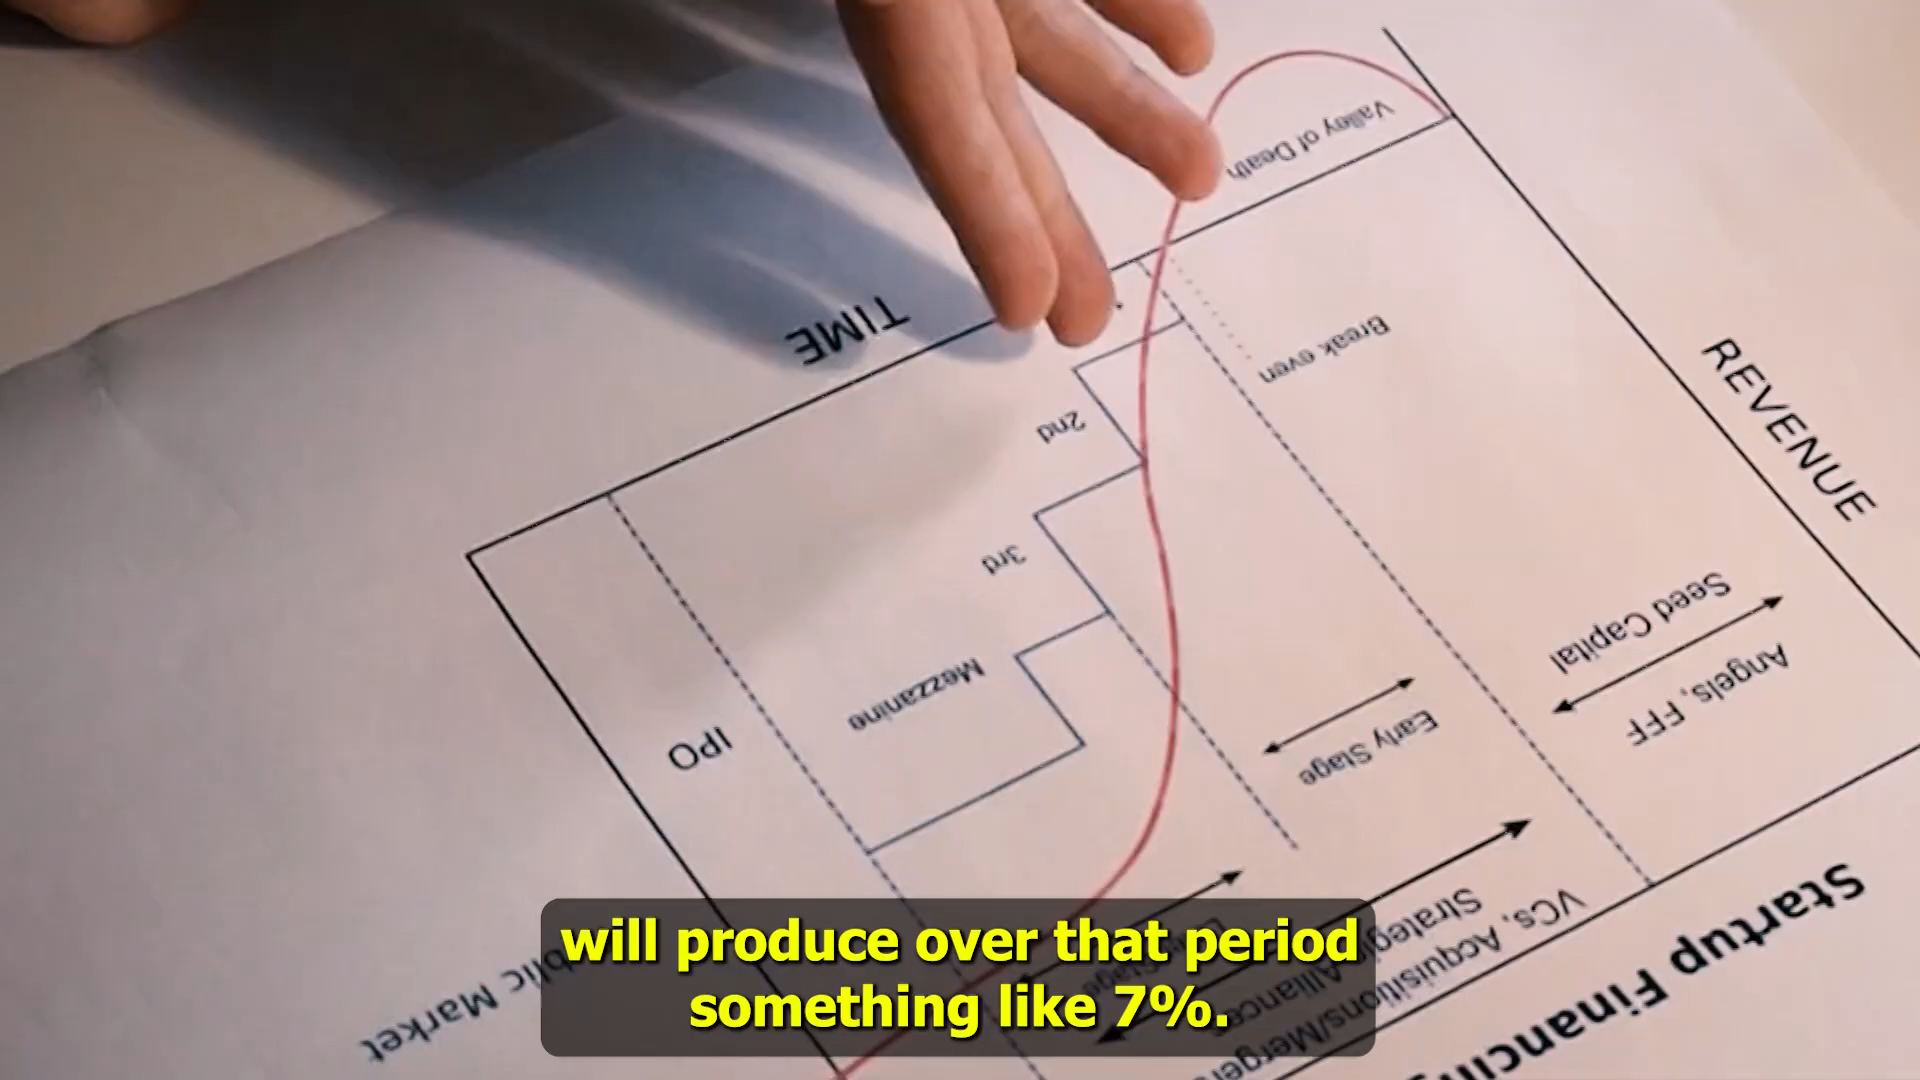 Startup Financing
REVENUE
TIME
Valley of Death
Break even
Seed Capital
Angels, FFF
Early Stage
VCs, Acquisitions/Mergers
Strategic Alliances
Stage
2nd
3rd
Mezzanine
IPO
Market
will produce over that period
something like 7%.